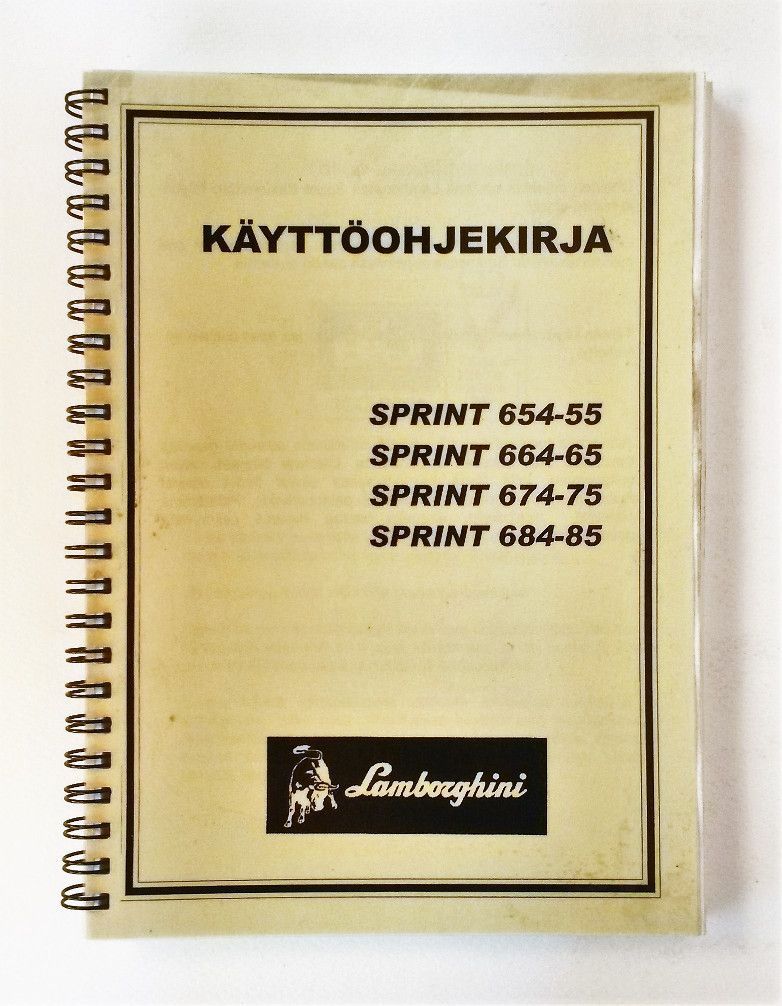 KÄYTTÖOHJEKIRJA
SPRINT 654-55
SPRINT 664-65
SPRINT 674-75
SPRINT 684-85
Lamborghini